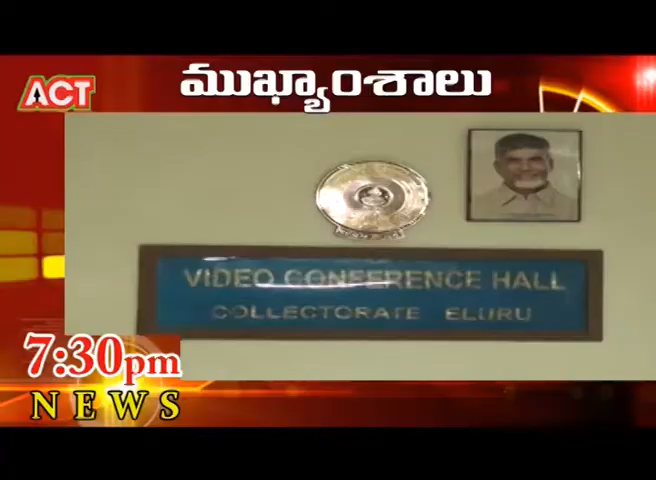 ACT
ముఖ్యాంశాలు
VIDEO CONFERENCE HALL
COLLECTORATE ELURU
7:30pm
NEWS